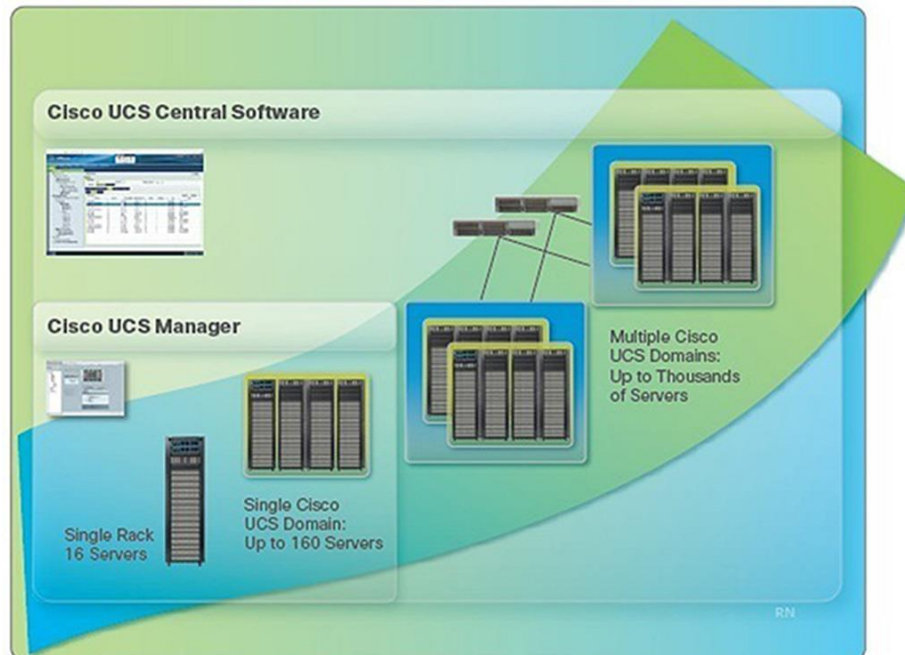 Cisco UCS Central Software
Cisco UCS Manager
Multiple Cisco
UCS Domains:
Up to Thousands
of Servers
Single Cisco
UCS Domain:
Up to 160 Servers
Single Rack
16 Servers
RN